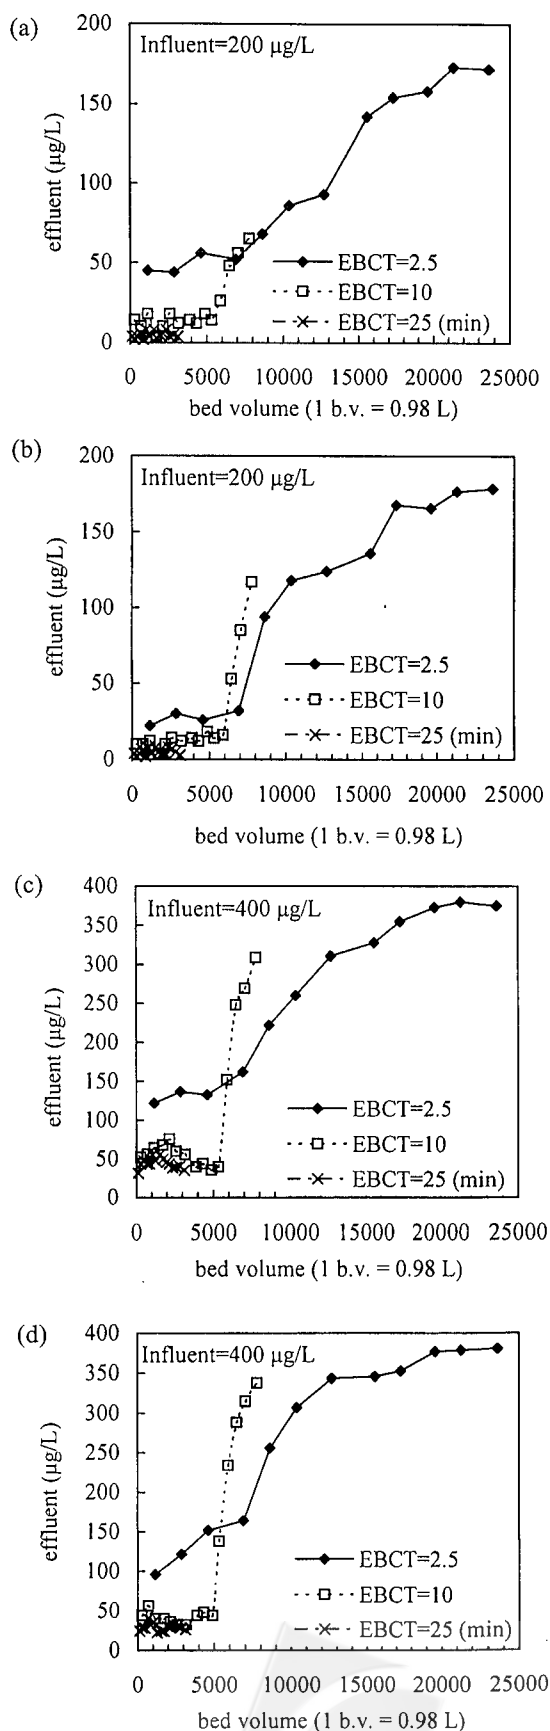 (a)
200
Influent=200 µg/L
150
100
50
0
effluent (µg/L)
EBCT=2.5
EBCT=10
EBCT=25 (min)
0 5000 10000 15000 20000 25000
bed volume (1 b.v. = 0.98 L)
(b)
200
Influent=200 µg/L
150
100
50
0
effluent (µg/L)
EBCT=2.5
EBCT=10
EBCT=25 (min)
0 5000 10000 15000 20000 25000
bed volume (1 b.v. = 0.98 L)
(c)
400
Influent=400 µg/L
350
300
250
200
150
100
50
0
effluent (µg/L)
EBCT=2.5
EBCT=10
EBCT=25 (min)
0 5000 10000 15000 20000 25000
bed volume (1 b.v. = 0.98 L)
(d)
400
Influent=400 µg/L
350
300
250
200
150
100
50
0
effluent (µg/L)
EBCT=2.5
EBCT=10
EBCT=25 (min)
0 5000 10000 15000 20000 25000
bed volume (1 b.v. = 0.98 L)